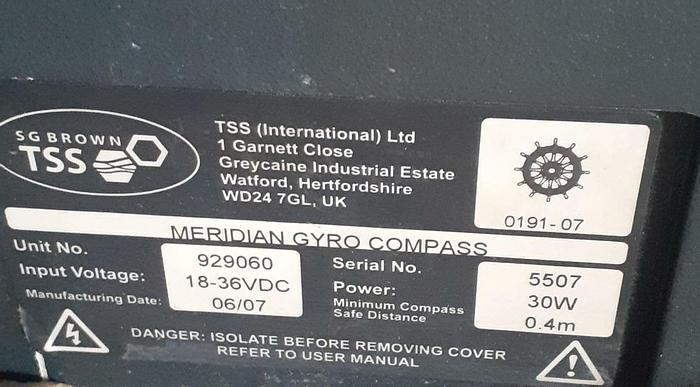 SG BROWN
TSS
TSS (International) Ltd
1 Garnett Close
Greycaine Industrial Estate
Watford, Hertfordshire
WD24 7GL, UK
0191-07
MERIDIAN GYRO COMPASS
Unit No. 929060
Input Voltage: 18-36VDC
Manufacturing Date: 06/07
Serial No. 5507
Power: 30W
Minimum Compass
Safe Distance 0.4m
DANGER: ISOLATE BEFORE REMOVING COVER
REFER TO USER MANUAL